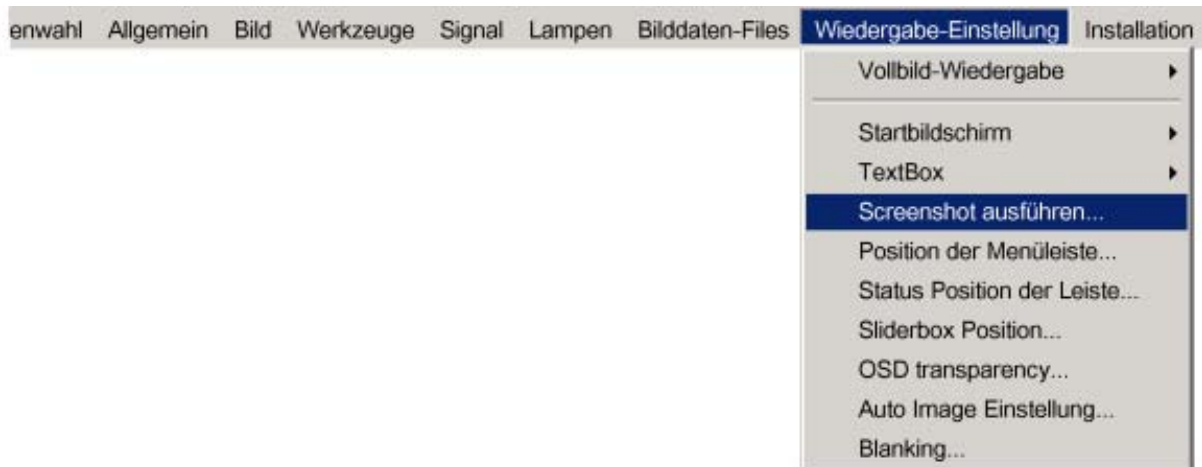 enwahl Allgemein Bild Werkzeuge Signal Lampen Bilddaten-Files Wiedergabe-Einstellung Installation
Vollbild-Wiedergabe
Startbildschirm
TextBox
Screenshot ausführen...
Position der Menüleiste...
Status Position der Leiste...
Sliderbox Position...
OSD transparency...
Auto Image Einstellung...
Blanking...